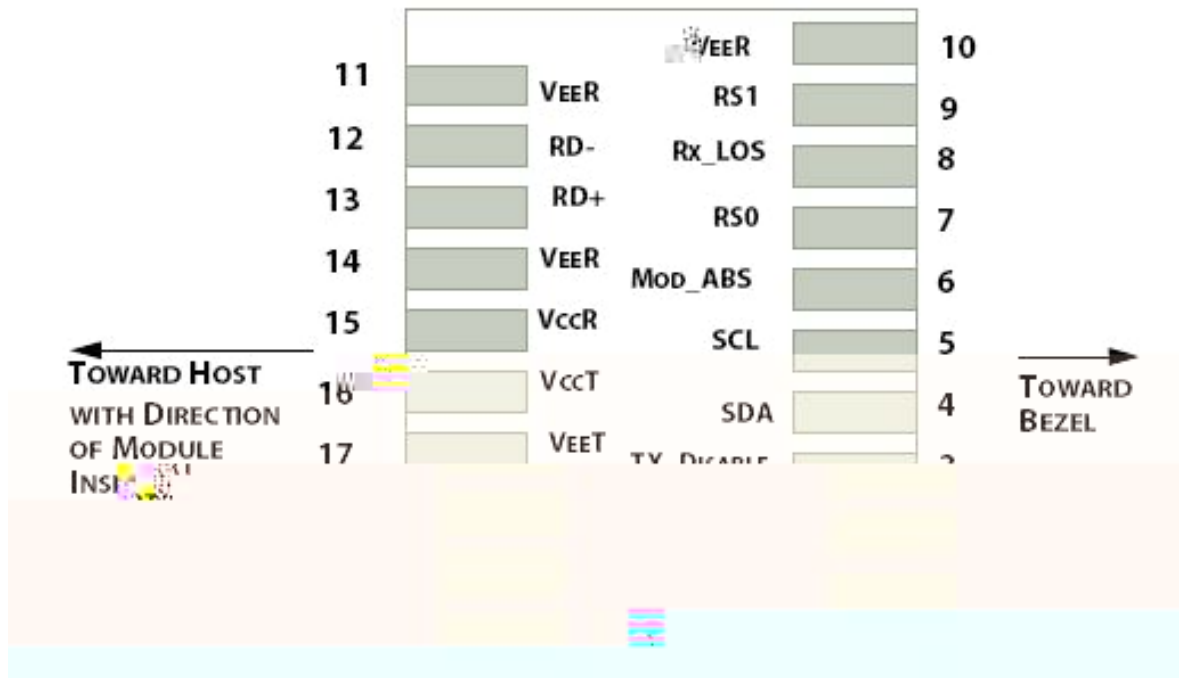 VEER 10
11 VEER
RS1 9
12 RD-
Rx_LOS 8
13 RD+
RS0 7
14 VEER
MOD_ABS 6
15 VCCR
SCL 5
TOWARD HOST
WITH DIRECTION
OF MODULE
16 VCCT
SDA 4
TOWARD
BEZEL
17 VEET
TX_DISABLE